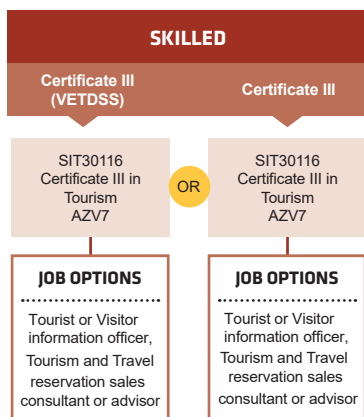 SKILLED
Certificate III
(VETDSS)
Certificate III
SIT30116
Certificate III in
Tourism
AZV7
OR
SIT30116
Certificate III in
Tourism
AZV7
JOB OPTIONS
Tourist or Visitor
information officer,
Tourism and Travel
reservation sales
consultant or advisor
JOB OPTIONS
Tourist or Visitor
information officer,
Tourism and Travel
reservation sales
consultant or advisor